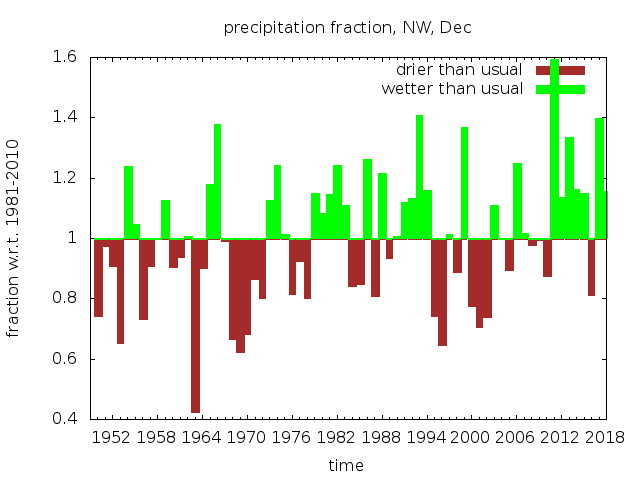 precipitation fraction, NW, Dec
1.6
1.4
1.2
1
0.8
0.6
0.4
fraction w.r.t. 1981-2010
drier than usual
wetter than usual
1952 1958 1964 1970 1976 1982 1988 1994 2000 2006 2012 2018
time